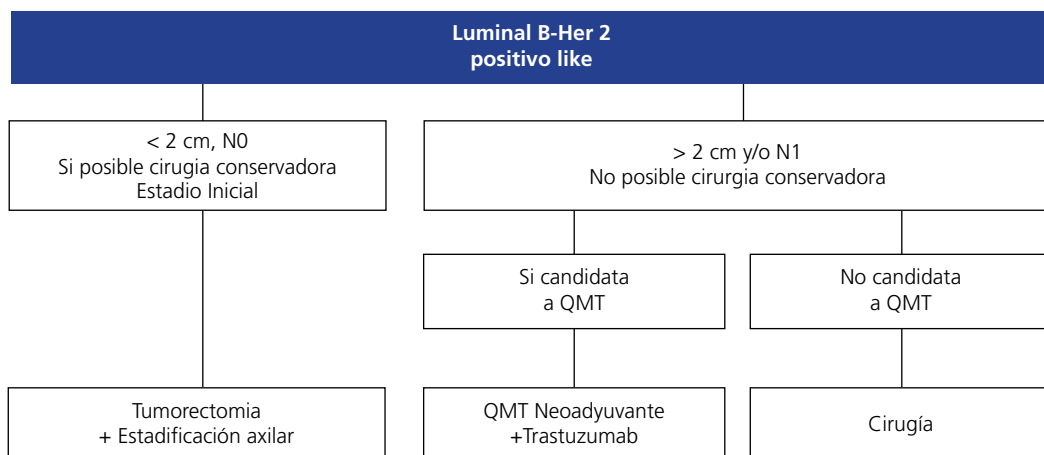 Luminal B-Her 2
positivo like
< 2 cm, N0
Si posible cirugia conservadora
Estadio Inicial
> 2 cm y/o N1
No posible cirurgia conservadora
Si candidata
a QMT
No candidata
a QMT
Tumorectomia
+ Estadificación axilar
QMT Neoadyuvante
+Trastuzumab
Cirugía